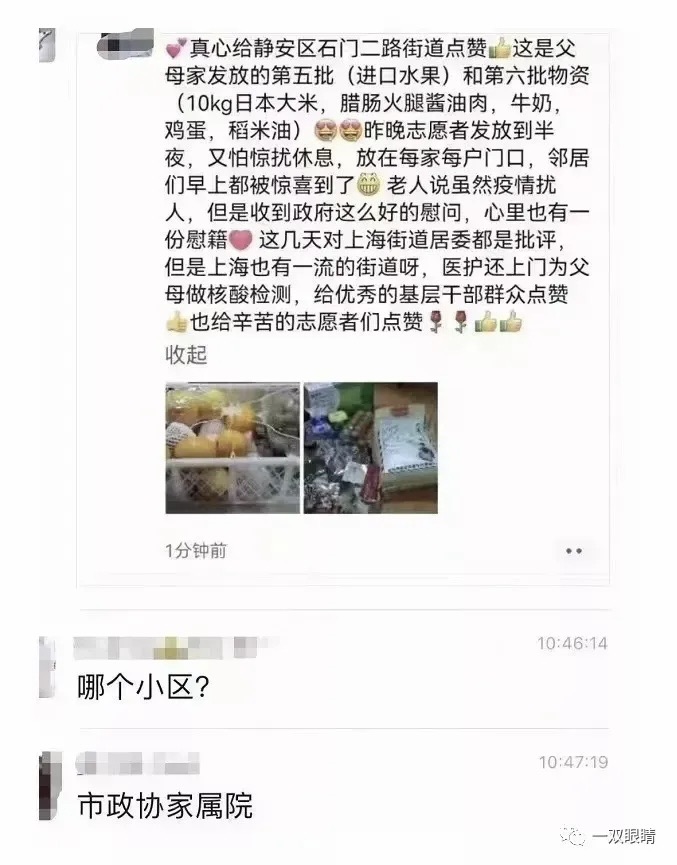 💕真心给静安区石门二路街道点赞👍这是父
母家发放的第五批（进口水果）和第六批物资
（10kg日本大米，腊肠火腿酱油肉，牛奶，
鸡蛋，稻米油）😍😍昨晚志愿者发放到半
夜，又怕惊扰休息，放在每家每户门口，邻居
们早上都被惊喜到了😁 老人说虽然疫情扰
人，但是收到政府这么好的慰问，心里也有一
份慰籍❤️ 这几天对上海街道居委都是批评，
但是上海也有一流的街道呀，医护还上门为父
母做核酸检测，给优秀的基层干部群众点赞
👍也给辛苦的志愿者们点赞🌹🌹👍👍
收起
1分钟前
10:46:14
哪个小区?
10:47:19
市政协家属院
一双眼睛